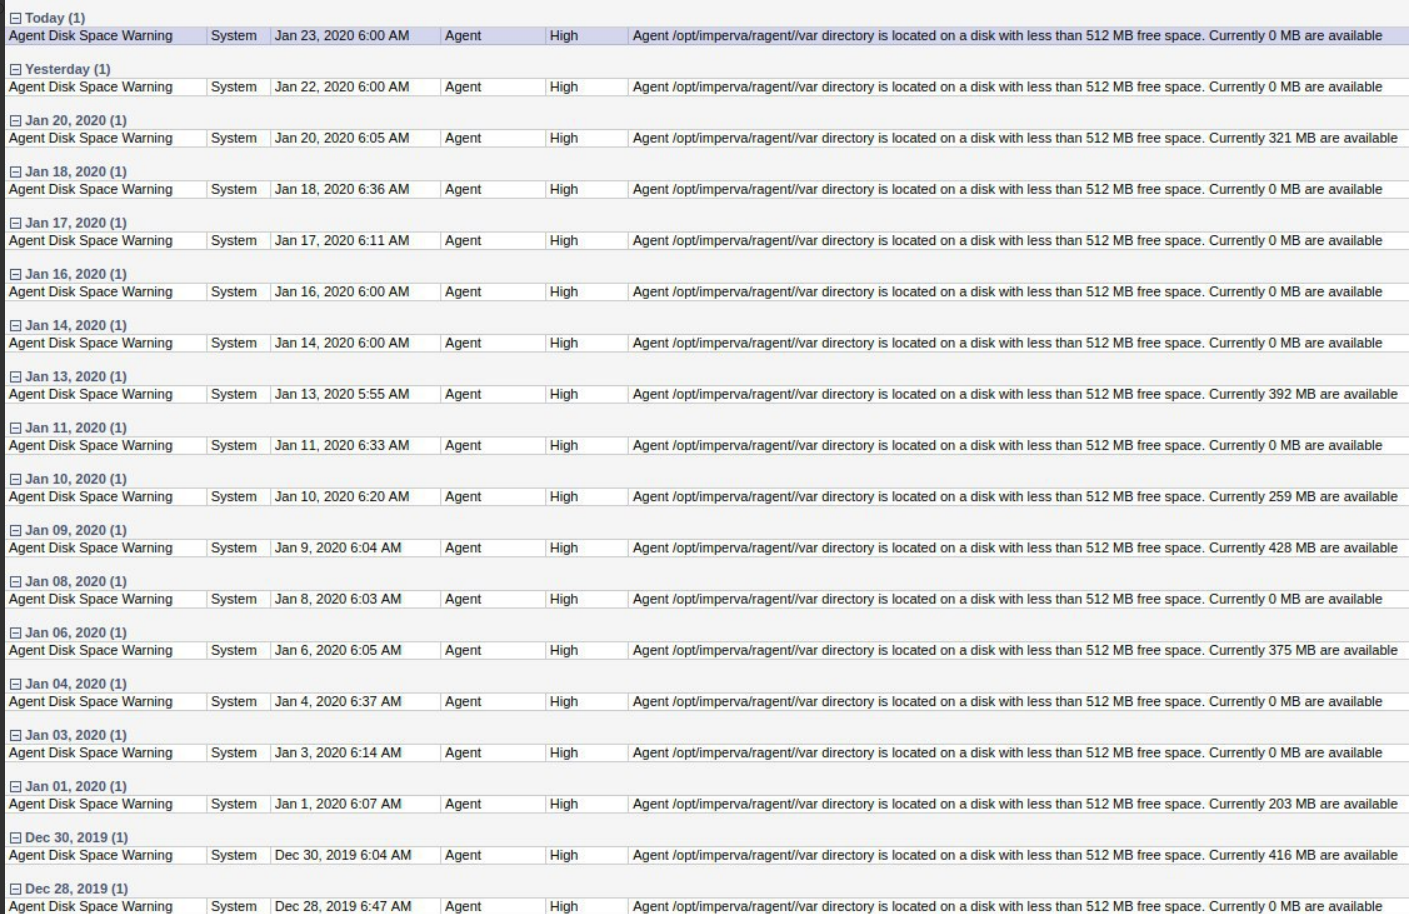 Today (1)
Agent Disk Space Warning System Jan 23, 2020 6:00 AM Agent High Agent /opt/imperva/ragent//var directory is located on a disk with less than 512 MB free space. Currently 0 MB are available
Yesterday (1)
Agent Disk Space Warning System Jan 22, 2020 6:00 AM Agent High Agent /opt/imperva/ragent//var directory is located on a disk with less than 512 MB free space. Currently 0 MB are available
Jan 20, 2020 (1)
Agent Disk Space Warning System Jan 20, 2020 6:05 AM Agent High Agent /opt/imperva/ragent//var directory is located on a disk with less than 512 MB free space. Currently 321 MB are available
Jan 18, 2020 (1)
Agent Disk Space Warning System Jan 18, 2020 6:36 AM Agent High Agent /opt/imperva/ragent//var directory is located on a disk with less than 512 MB free space. Currently 0 MB are available
Jan 17, 2020 (1)
Agent Disk Space Warning System Jan 17, 2020 6:11 AM Agent High Agent /opt/imperva/ragent//var directory is located on a disk with less than 512 MB free space. Currently 0 MB are available
Jan 16, 2020 (1)
Agent Disk Space Warning System Jan 16, 2020 6:00 AM Agent High Agent /opt/imperva/ragent//var directory is located on a disk with less than 512 MB free space. Currently 0 MB are available
Jan 14, 2020 (1)
Agent Disk Space Warning System Jan 14, 2020 6:00 AM Agent High Agent /opt/imperva/ragent//var directory is located on a disk with less than 512 MB free space. Currently 0 MB are available
Jan 13, 2020 (1)
Agent Disk Space Warning System Jan 13, 2020 5:55 AM Agent High Agent /opt/imperva/ragent//var directory is located on a disk with less than 512 MB free space. Currently 392 MB are available
Jan 11, 2020 (1)
Agent Disk Space Warning System Jan 11, 2020 6:33 AM Agent High Agent /opt/imperva/ragent//var directory is located on a disk with less than 512 MB free space. Currently 0 MB are available
Jan 10, 2020 (1)
Agent Disk Space Warning System Jan 10, 2020 6:20 AM Agent High Agent /opt/imperva/ragent//var directory is located on a disk with less than 512 MB free space. Currently 259 MB are available
Jan 09, 2020 (1)
Agent Disk Space Warning System Jan 9, 2020 6:04 AM Agent High Agent /opt/imperva/ragent//var directory is located on a disk with less than 512 MB free space. Currently 428 MB are available
Jan 08, 2020 (1)
Agent Disk Space Warning System Jan 8, 2020 6:03 AM Agent High Agent /opt/imperva/ragent//var directory is located on a disk with less than 512 MB free space. Currently 0 MB are available
Jan 06, 2020 (1)
Agent Disk Space Warning System Jan 6, 2020 6:05 AM Agent High Agent /opt/imperva/ragent//var directory is located on a disk with less than 512 MB free space. Currently 375 MB are available
Jan 04, 2020 (1)
Agent Disk Space Warning System Jan 4, 2020 6:37 AM Agent High Agent /opt/imperva/ragent//var directory is located on a disk with less than 512 MB free space. Currently 0 MB are available
Jan 03, 2020 (1)
Agent Disk Space Warning System Jan 3, 2020 6:14 AM Agent High Agent /opt/imperva/ragent//var directory is located on a disk with less than 512 MB free space. Currently 0 MB are available
Jan 01, 2020 (1)
Agent Disk Space Warning System Jan 1, 2020 6:07 AM Agent High Agent /opt/imperva/ragent//var directory is located on a disk with less than 512 MB free space. Currently 203 MB are available
Dec 30, 2019 (1)
Agent Disk Space Warning System Dec 30, 2019 6:04 AM Agent High Agent /opt/imperva/ragent//var directory is located on a disk with less than 512 MB free space. Currently 416 MB are available
Dec 28, 2019 (1)
Agent Disk Space Warning System Dec 28, 2019 6:47 AM Agent High Agent /opt/imperva/ragent//var directory is located on a disk with less than 512 MB free space. Currently 0 MB are available